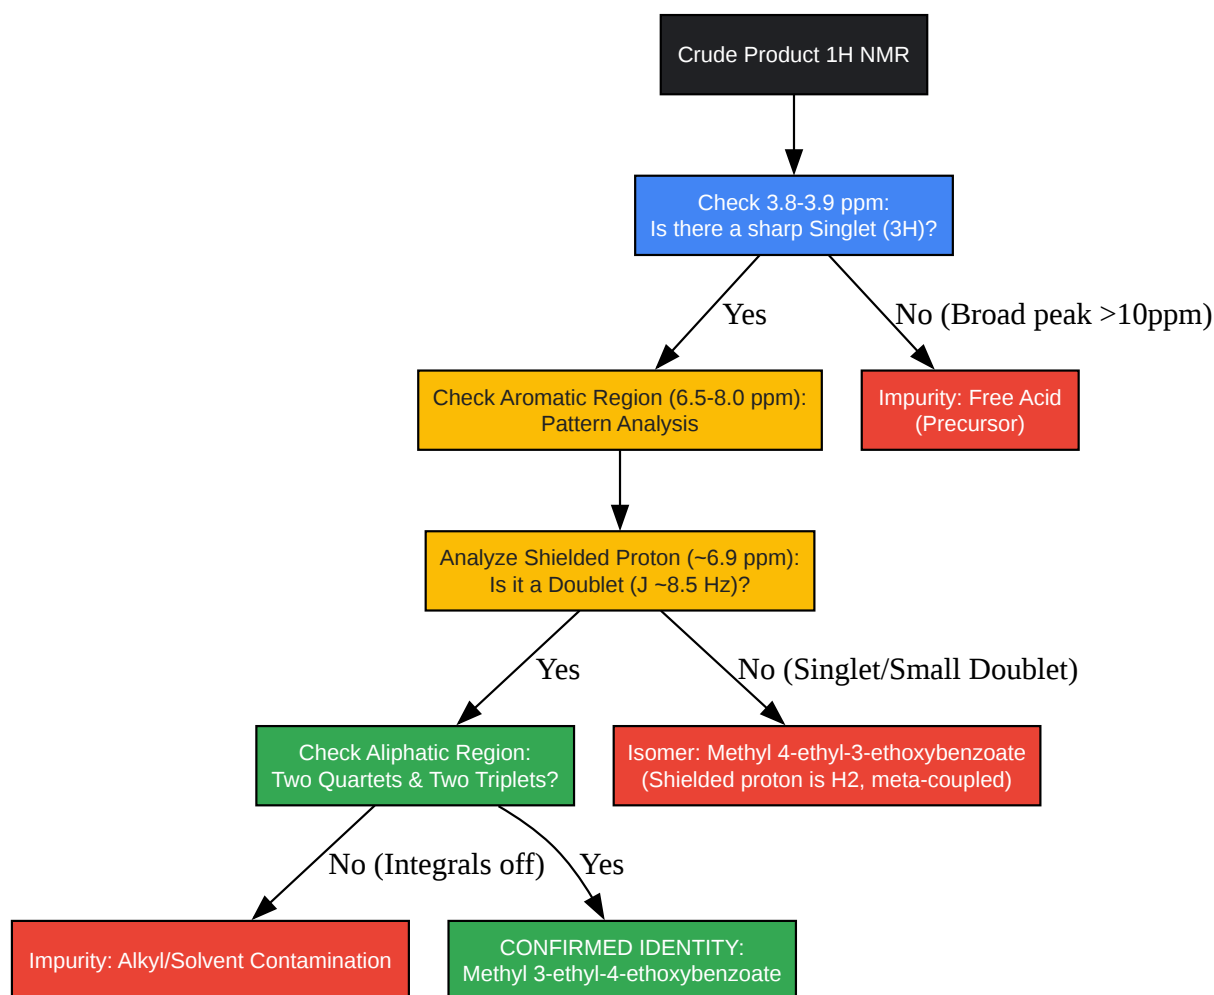 Crude Product 1H NMR
Check 3.8-3.9 ppm:
Is there a sharp Singlet (3H)?
Yes
No (Broad peak >10ppm)
Check Aromatic Region (6.5-8.0 ppm):
Pattern Analysis
Impurity: Free Acid
(Precursor)
Analyze Shielded Proton (~6.9 ppm):
Is it a Doublet (J ~8.5 Hz)?
Yes
No (Singlet/Small Doublet)
Check Aliphatic Region:
Two Quartets & Two Triplets?
Isomer: Methyl 4-ethyl-3-ethoxybenzoate
(Shielded proton is H2, meta-coupled)
No (Integrals off)
Yes
Impurity: Alkyl/Solvent Contamination
CONFIRMED IDENTITY:
Methyl 3-ethyl-4-ethoxybenzoate